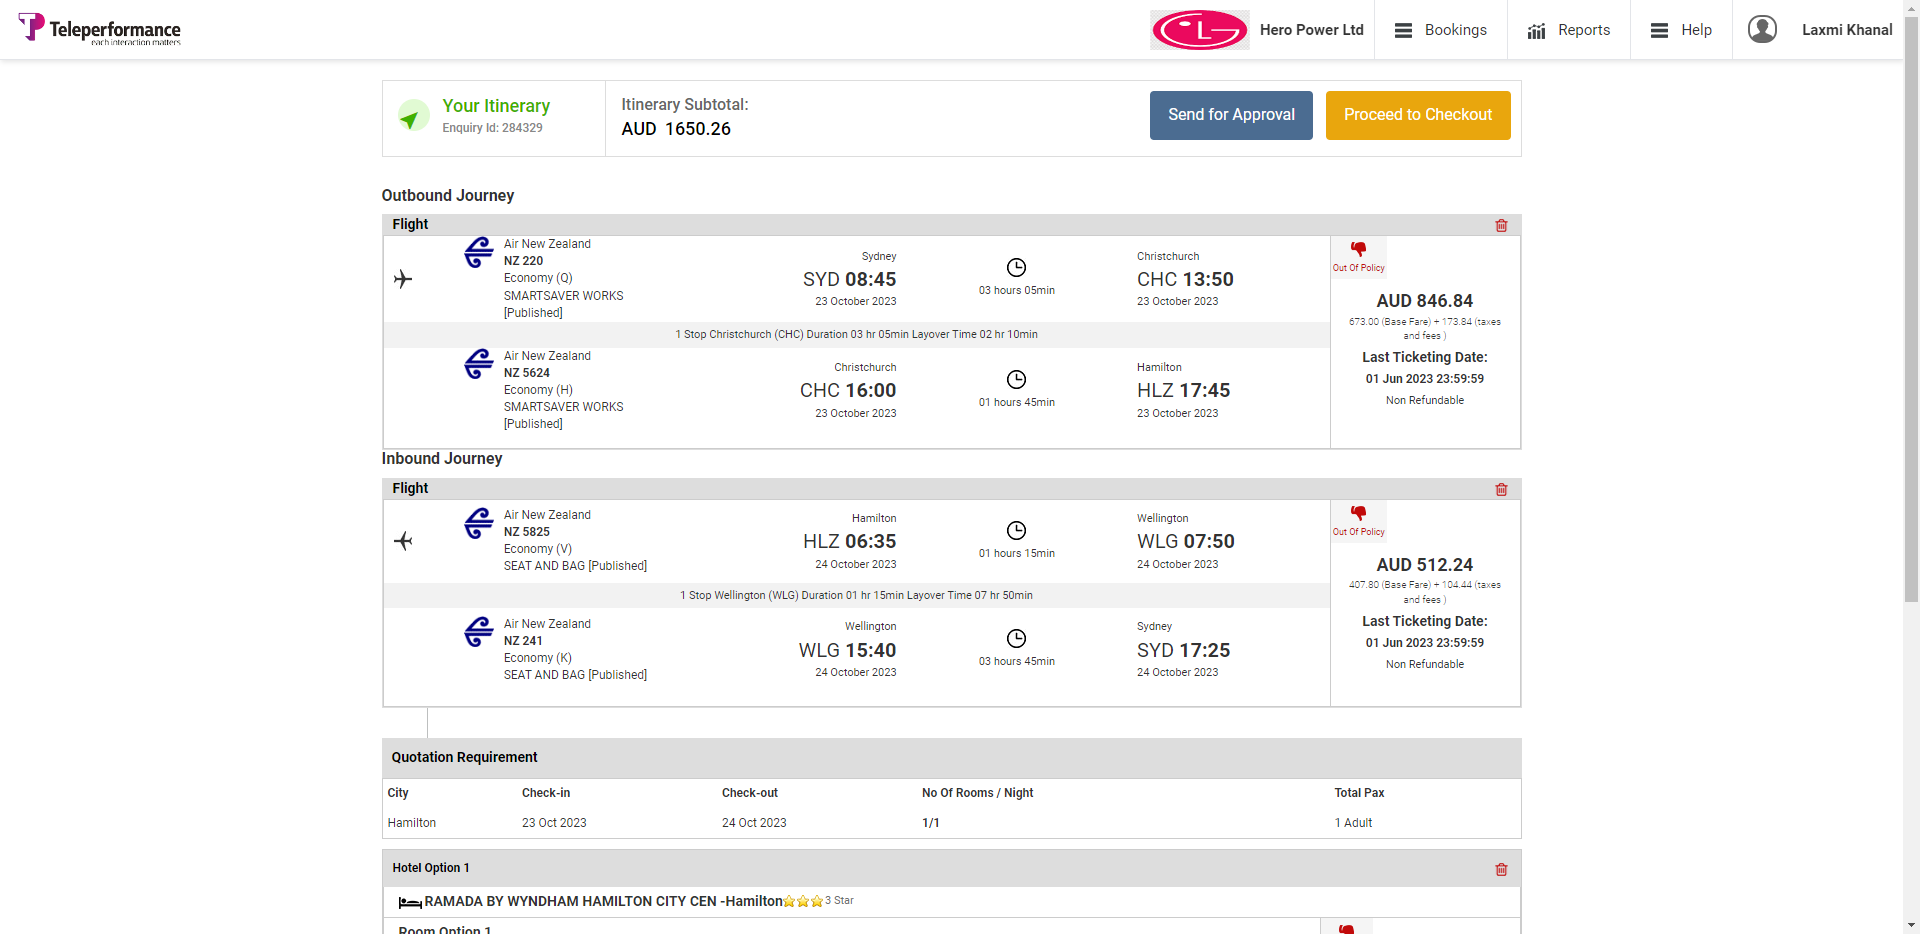 Teleperformance
each interaction matters
LG
Hero Power Ltd
Bookings
Reports
Help
Laxmi Khanal
Your Itinerary
Enquiry Id: 284329
Itinerary Subtotal:
AUD 1650.26
Send for Approval
Proceed to Checkout
Outbound Journey
Flight
Air New Zealand
NZ 220
Economy (Q)
SMARTSAVER WORKS
[Published]
Sydney
SYD 08:45
23 October 2023
03 hours 05min
Christchurch
CHC 13:50
23 October 2023
Out Of Policy
AUD 846.84
673.00 (Base Fare) + 173.84 (taxes
and fees )
Last Ticketing Date:
01 Jun 2023 23:59:59
Non Refundable
1 Stop Christchurch (CHC) Duration 03 hr 05min Layover Time 02 hr 10min
Air New Zealand
NZ 5624
Economy (H)
SMARTSAVER WORKS
[Published]
Christchurch
CHC 16:00
23 October 2023
01 hours 45min
Hamilton
HLZ 17:45
23 October 2023
Inbound Journey
Flight
Air New Zealand
NZ 5825
Economy (V)
SEAT AND BAG [Published]
Hamilton
HLZ 06:35
24 October 2023
01 hours 15min
Wellington
WLG 07:50
24 October 2023
Out Of Policy
AUD 512.24
407.80 (Base Fare) + 104.44 (taxes
and fees )
Last Ticketing Date:
01 Jun 2023 23:59:59
Non Refundable
1 Stop Wellington (WLG) Duration 01 hr 15min Layover Time 07 hr 50min
Air New Zealand
NZ 241
Economy (K)
SEAT AND BAG [Published]
Wellington
WLG 15:40
24 October 2023
03 hours 45min
Sydney
SYD 17:25
24 October 2023
Quotation Requirement
City Check-in Check-out No Of Rooms / Night Total Pax
Hamilton 23 Oct 2023 24 Oct 2023 1/1 1 Adult
Hotel Option 1
RAMADA BY WYNDHAM HAMILTON CITY CEN -Hamilton 3 Star
Room Option 1